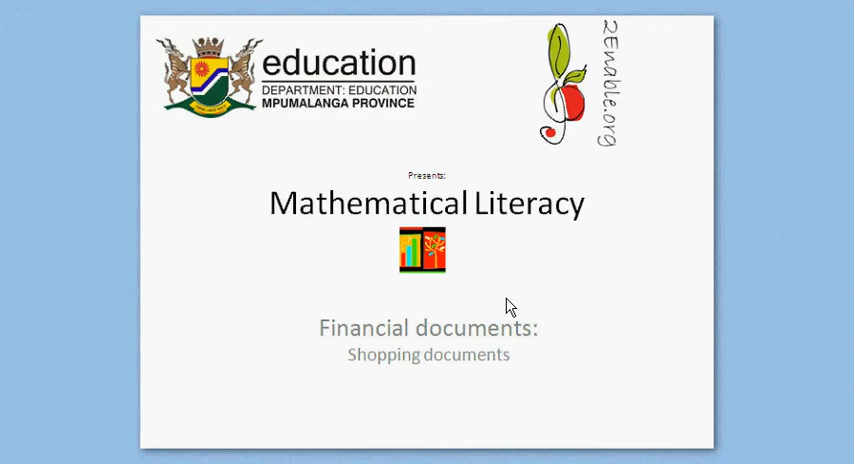 education
DEPARTMENT: EDUCATION
MPUMALANGA PROVINCE
2Enable.org
Presents:
Mathematical Literacy
Financial documents:
Shopping documents